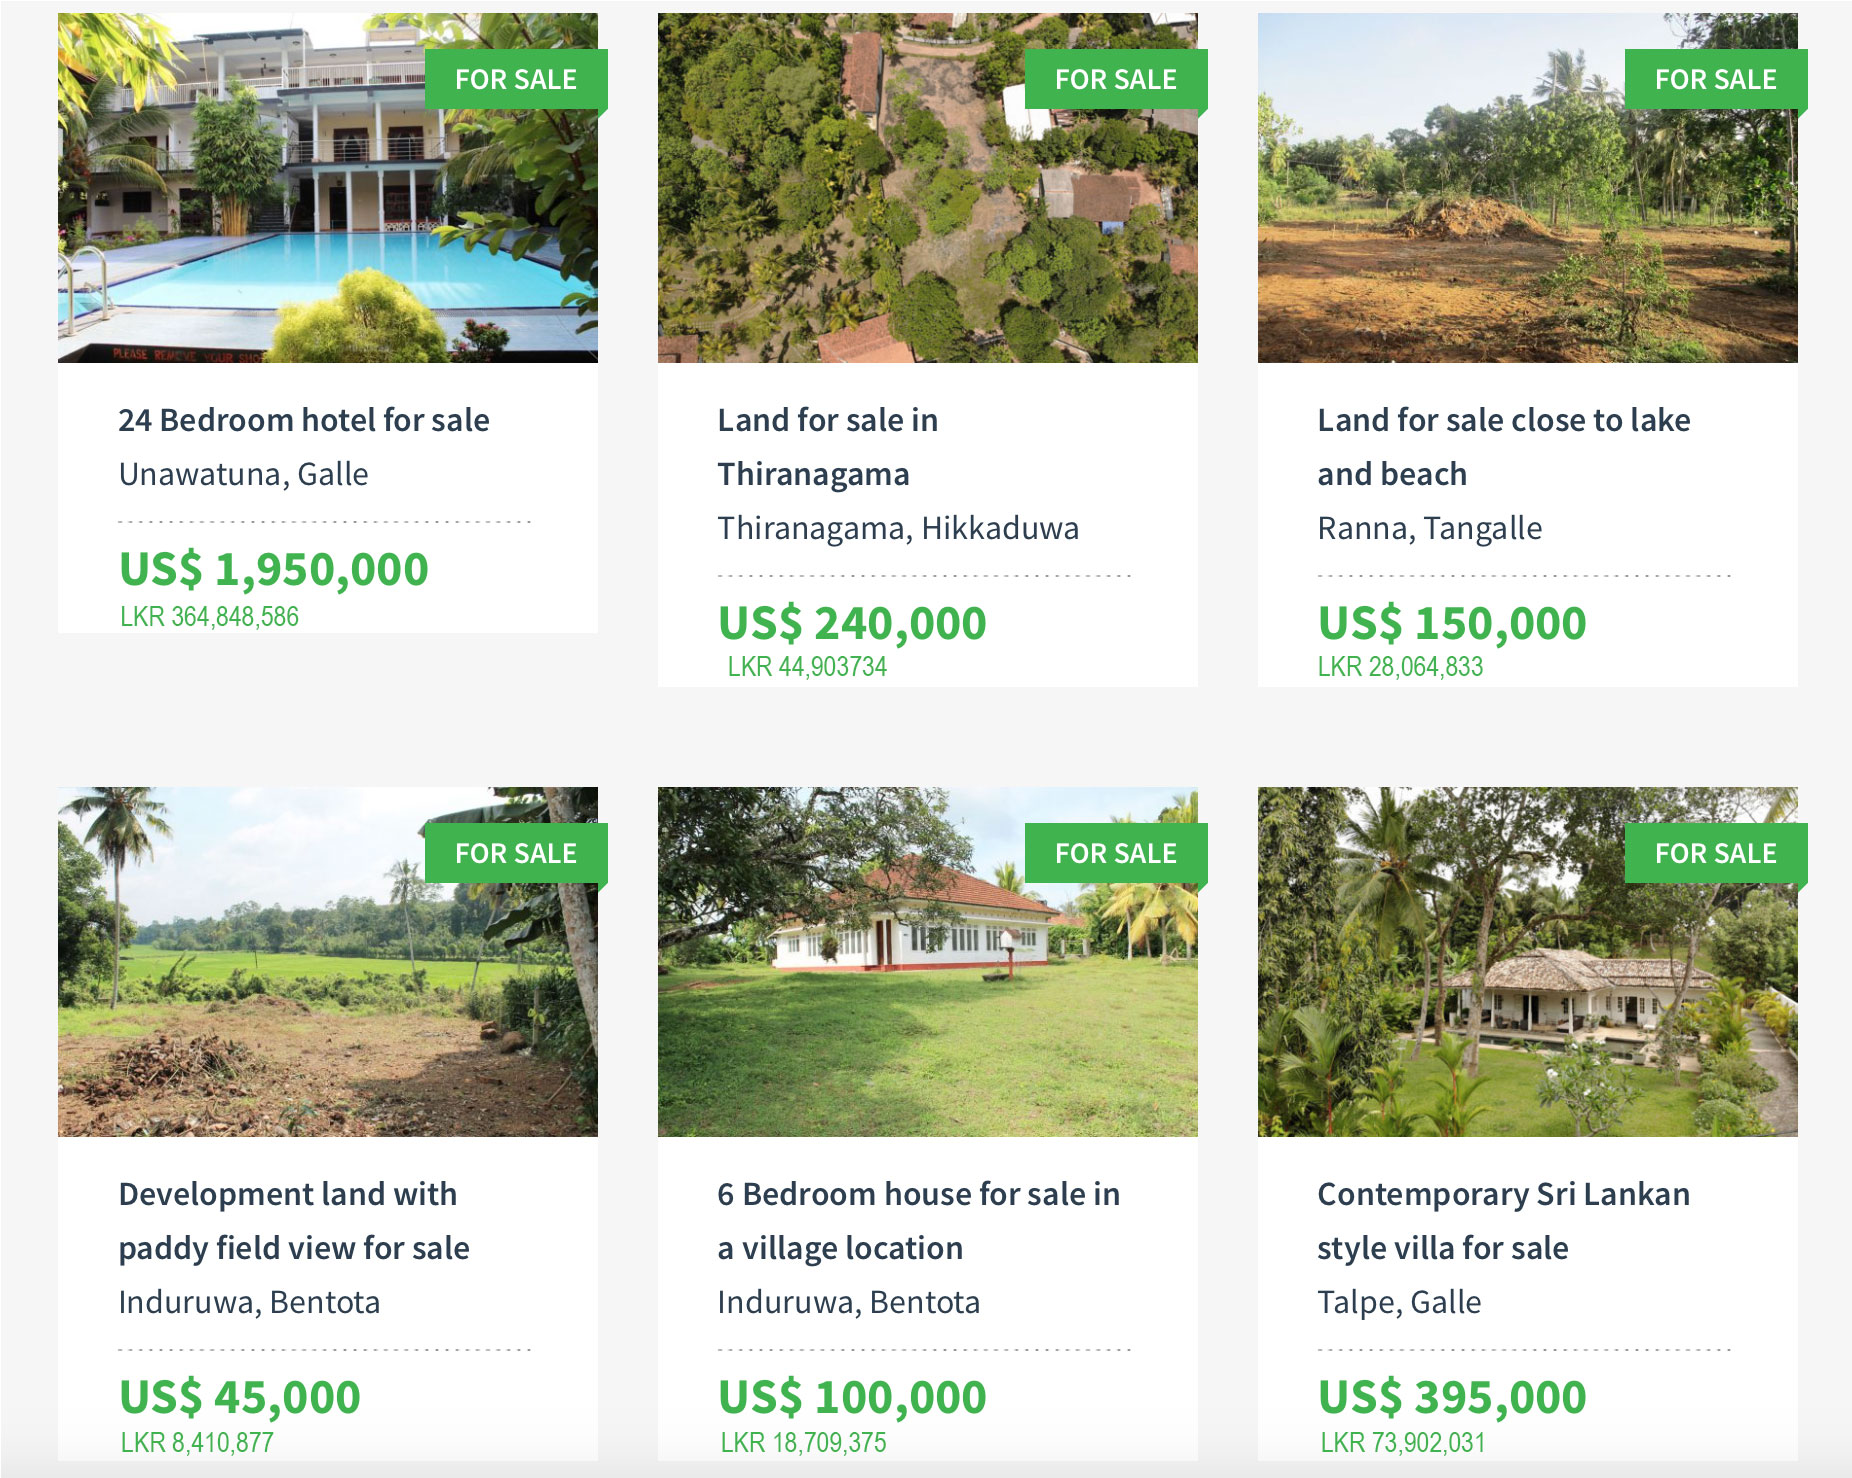 FOR SALE
PLEASE REMOVE YOUR SHO
24 Bedroom hotel for sale
Unawatuna, Galle
US$ 1,950,000
LKR 364,848,586
FOR SALE
Land for sale in
Thiranagama
Thiranagama, Hikkaduwa
US$ 240,000
LKR 44,903734
FOR SALE
Land for sale close to lake
and beach
Ranna, Tangalle
US$ 150,000
LKR 28,064,833
FOR SALE
Development land with
paddy field view for sale
Induruwa, Bentota
US$ 45,000
LKR 8,410,877
FOR SALE
6 Bedroom house for sale in
a village location
Induruwa, Bentota
US$ 100,000
LKR 18,709,375
FOR SALE
Contemporary Sri Lankan
style villa for sale
Talpe, Galle
US$ 395,000
LKR 73,902,031